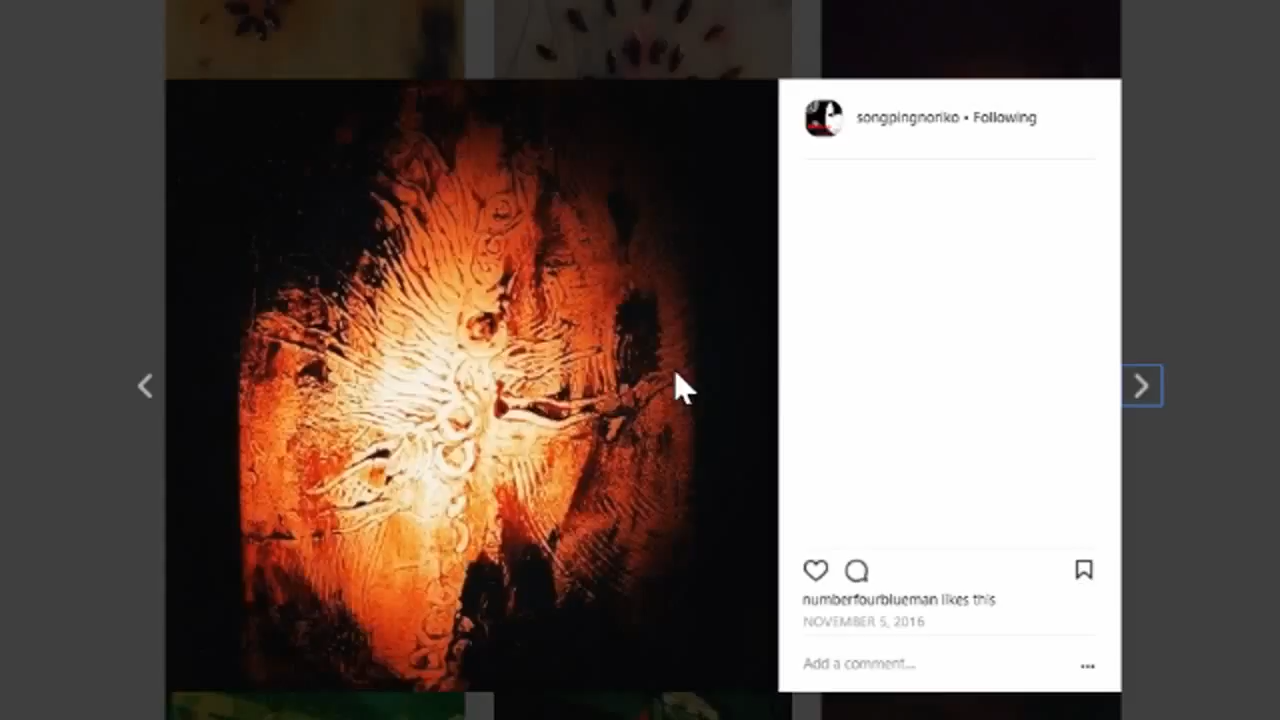 songpingnoriko • Following
numberfourblueman likes this
NOVEMBER 5, 2016
Add a comment...